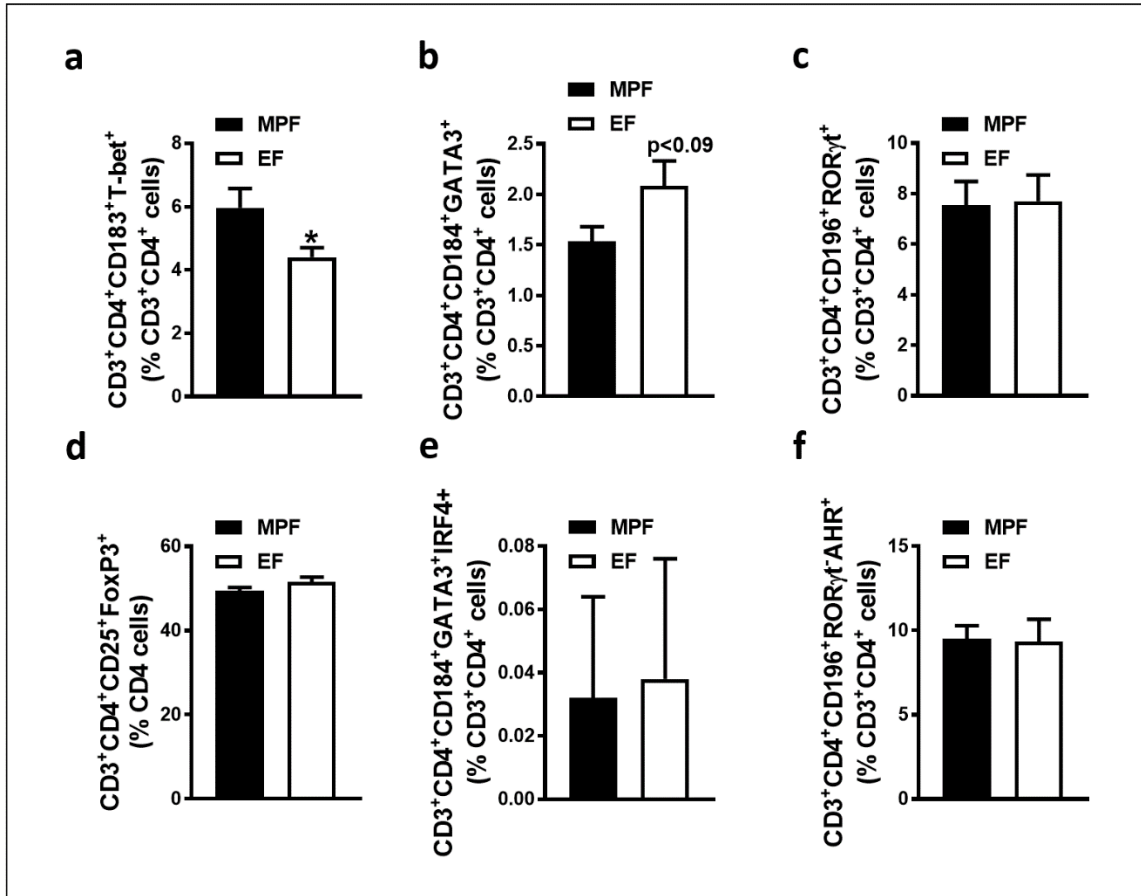 a
MPF
EF
CD3⁺CD4⁺CD183⁺T-bet⁺
(% CD3⁺CD4⁺ cells)
8
6
4
2
0
*
b
MPF
EF
CD3⁺CD4⁺CD184⁺GATA3⁺
(% CD3⁺CD4⁺ cells)
2.5
2.0
1.5
1.0
0.5
0.0
p<0.09
c
MPF
EF
CD3⁺CD4⁺CD196⁺RORγt⁺
(% CD3⁺CD4⁺ cells)
10
8
6
4
2
0
d
MPF
EF
CD3⁺CD4⁺CD25⁺FoxP3⁺
(% CD4 cells)
60
40
20
0
e
MPF
EF
CD3⁺CD4⁺CD184⁺GATA3⁺IRF4+
(% CD3⁺CD4⁺ cells)
0.08
0.06
0.04
0.02
0.00
f
MPF
EF
CD3⁺CD4⁺CD196⁺RORγt⁻AHR⁺
(% CD3⁺CD4⁺ cells)
15
10
5
0